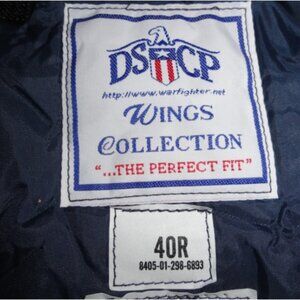 DSCP
http://www.warfighter.net
WINGS
COLLECTION
"...THE PERFECT FIT"
40R
8405-01-298-6893